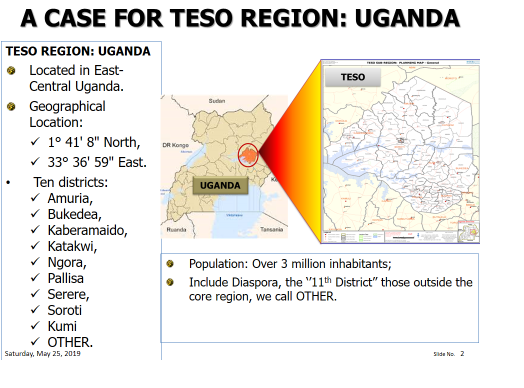 A CASE FOR TESO REGION: UGANDA
TESO REGION: UGANDA
Located in East-
Central Uganda.
Geographical
Location:
✓ 1° 41' 8" North,
✓ 33° 36' 59" East.
• Ten districts:
✓ Amuria,
✓ Bukedea,
✓ Kaberamaido,
✓ Katakwi,
✓ Ngora,
✓ Pallisa
✓ Serere,
✓ Soroti
✓ Kumi
✓ OTHER.
Sudan
DR Kongo
UGANDA
Ruanda
Tansania
TESO SUB REGION: PLANNING MAP - General
TESO
Population: Over 3 million inhabitants;
Include Diaspora, the ‘’11th District” those outside the
core region, we call OTHER.
Saturday, May 25, 2019
Slide No. 2